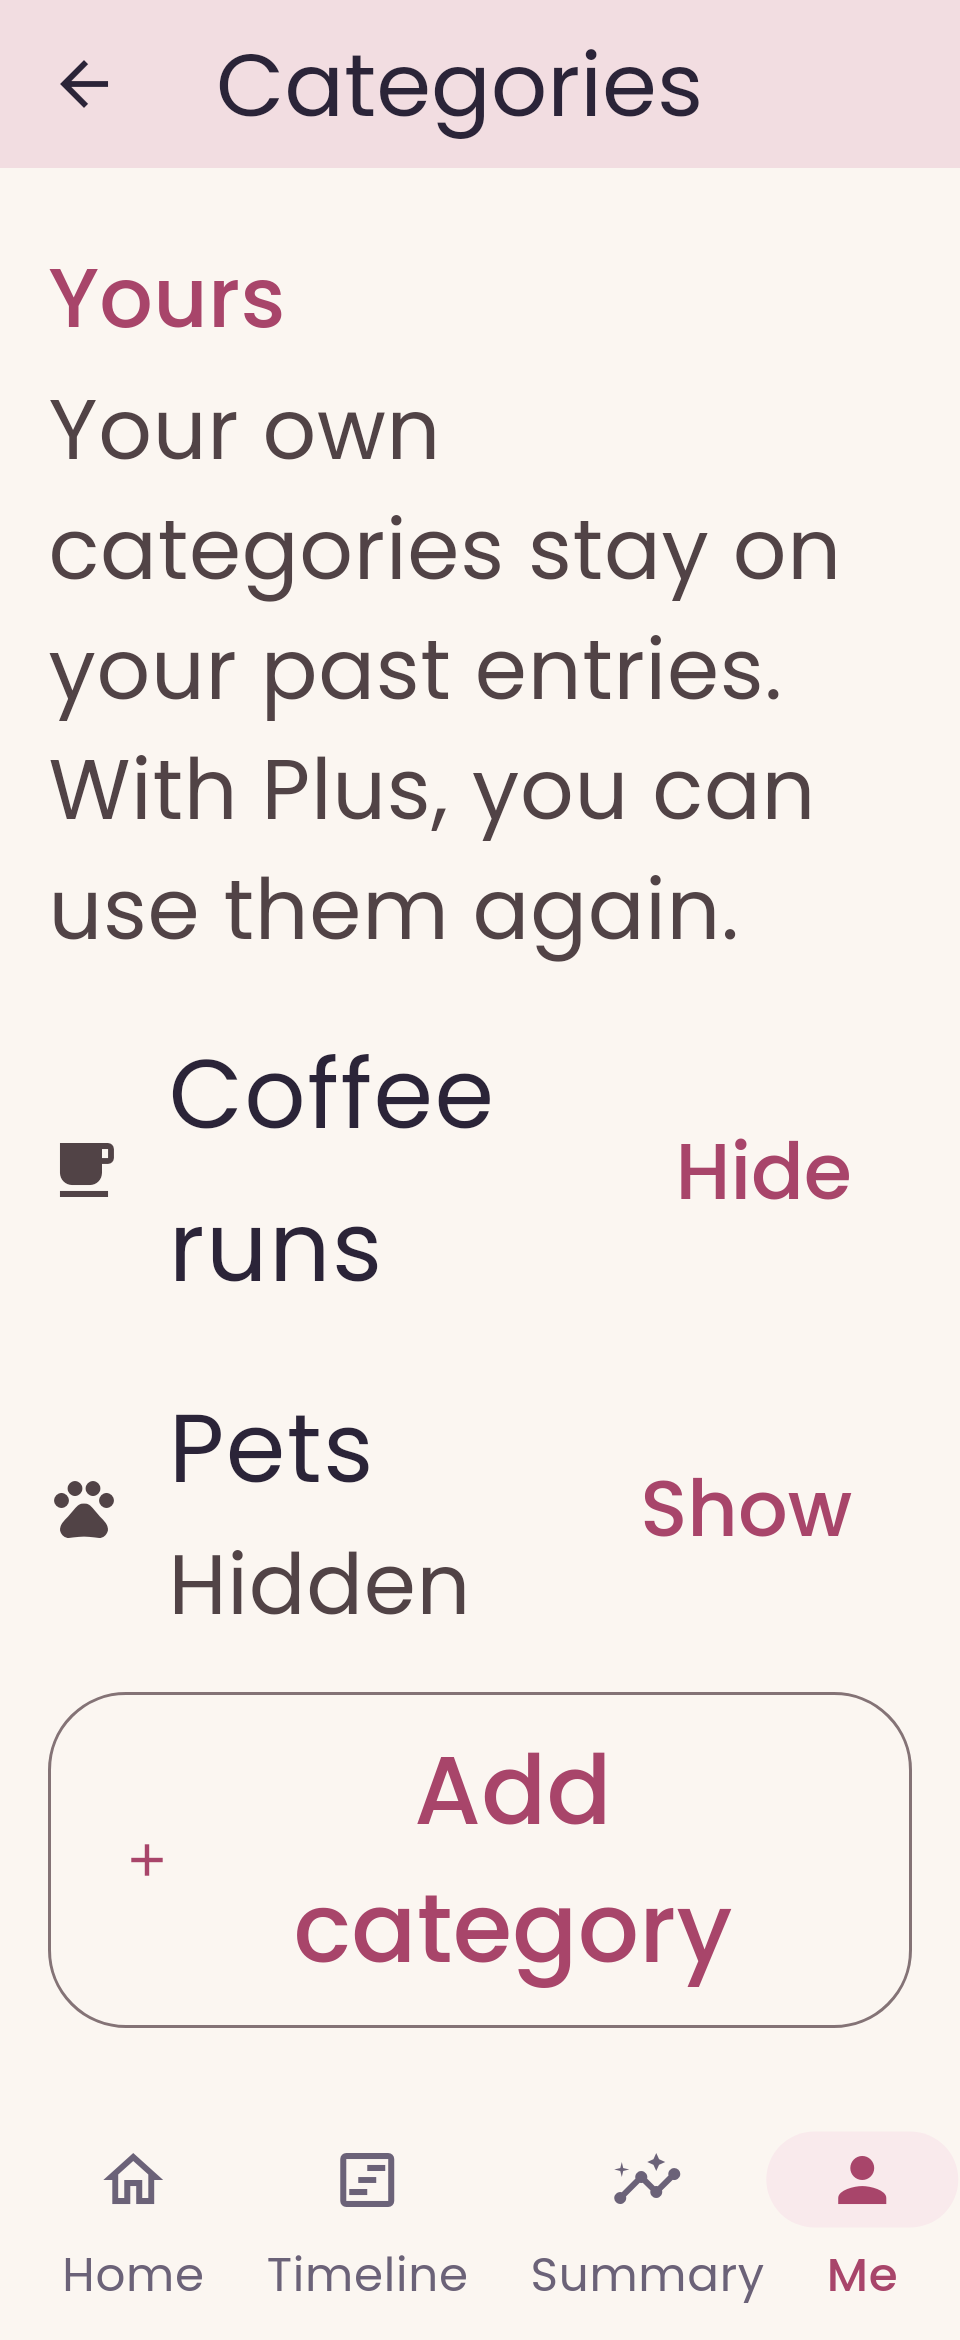 Categories
Yours
Your own
categories stay on
your past entries.
With Plus, you can
use them again.
Coffee
runs
Hide
Pets
Hidden
Show
Add
category
Home
Timeline
Summary
Me